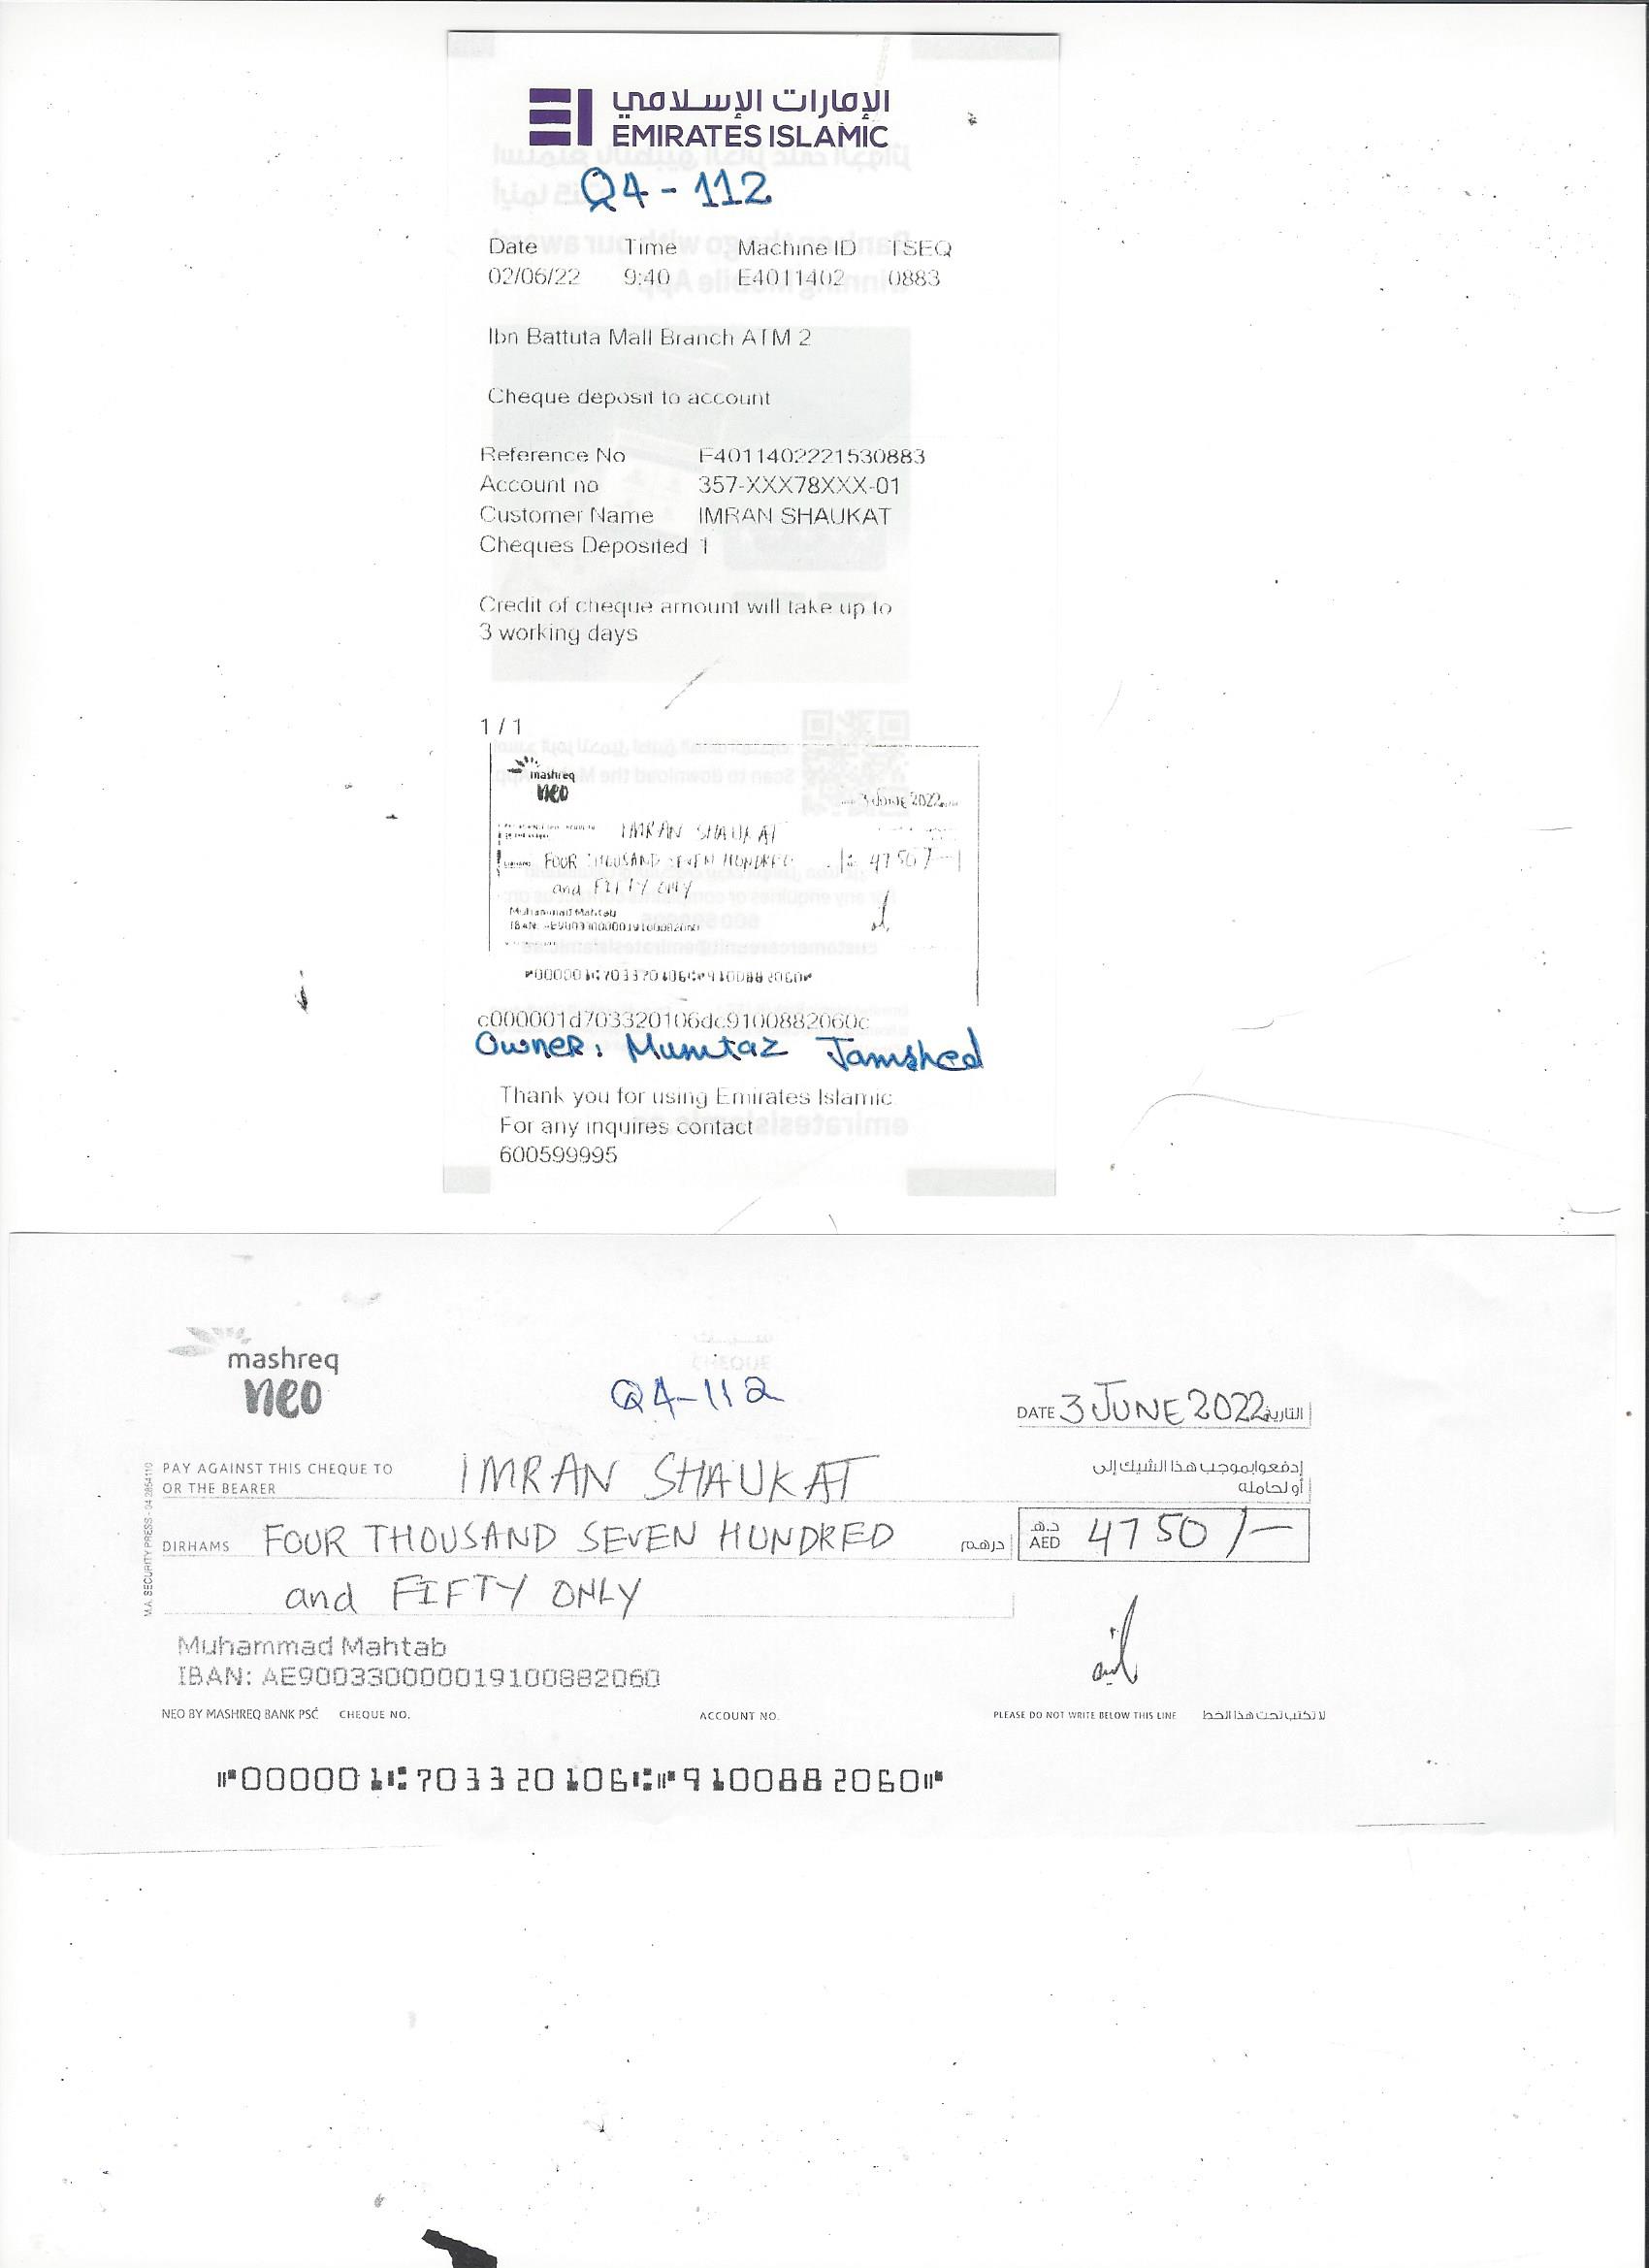 الإمارات الإسلامي
EMIRATES ISLAMIC
Q4 - 112
Date Time Machine ID TSEQ
02/06/22 9:40 E4011402 0883
Ibn Battuta Mall Branch ATM 2
Cheque deposit to account
Reference No E4011402221530883
Account no 357-XXX78XXX-01
Customer Name IMRAN SHAUKAT
Cheques Deposited 1
Credit of cheque amount will take up to
3 working days
1 / 1
mashreq
neo
3 JUNE 2022
IMRAN SHAUKAT
FOUR THOUSAND SEVEN HUNDRED 4750/-
and FIFTY ONLY
Muhammad Mahtab
IBAN: AE900330000019100882060
⑈000001⑆703320106⑆⑈9100882060⑈
c000001d703320106dc9100882060c
Owner: Mumtaz Jamshed
Thank you for using Emirates Islamic
For any inquires contact
600599995
mashreq
neo
Q4-112
DATE 3 JUNE 2022 التاريخ
PAY AGAINST THIS CHEQUE TO IMRAN SHAUKAT إدفعوا بموجب هذا الشيك إلى
OR THE BEARER أو لحامله
DIRHAMS FOUR THOUSAND SEVEN HUNDRED درهم د.هـ AED 4750/-
and FIFTY ONLY
Muhammad Mahtab
IBAN: AE900330000019100882060
NEO BY MASHREQ BANK PSC CHEQUE NO. ACCOUNT NO. PLEASE DO NOT WRITE BELOW THIS LINE لا تكتب تحت هذا الخط
⑈000001⑆703320106⑆⑈9100882060⑈
M.A. SECURITY PRESS - 04 2854110